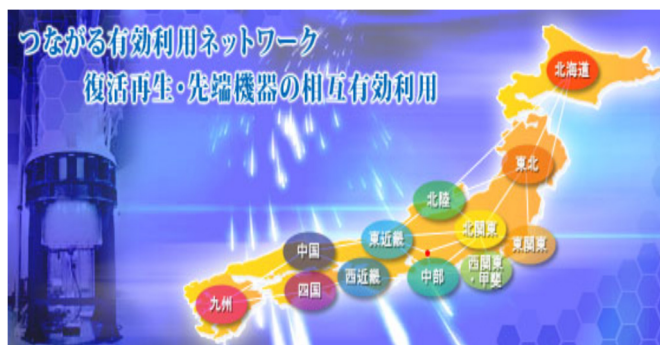 つながる有効利用ネットワーク
復活再生・先端機器の相互有効利用
北海道
東北
北陸
北関東
東近畿
東関東
中国
西関東
・甲斐
西近畿
中部
四国
九州